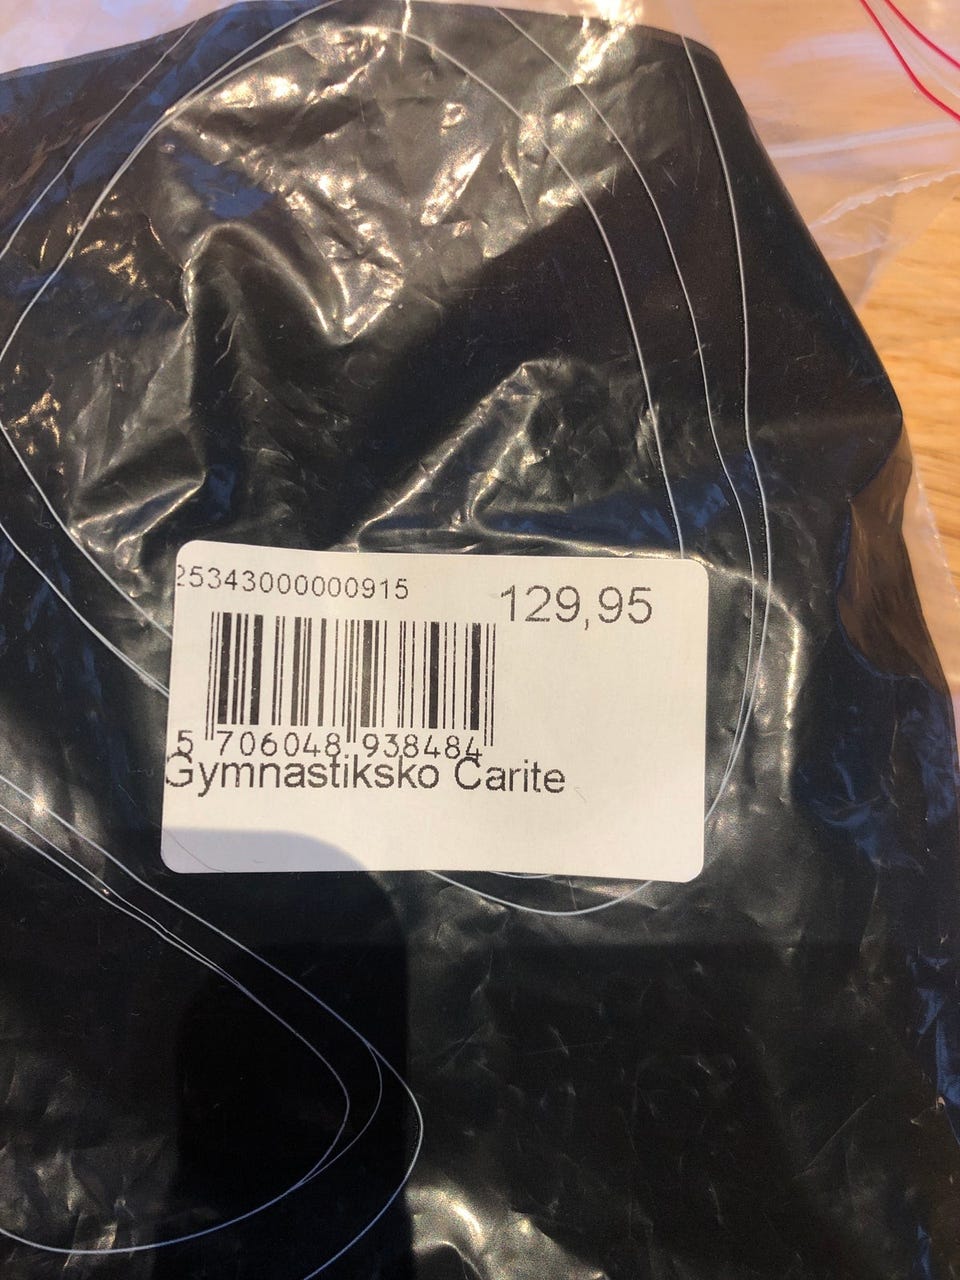 25343000000915
129,95
5 706048 938484
Gymnastiksko Carite